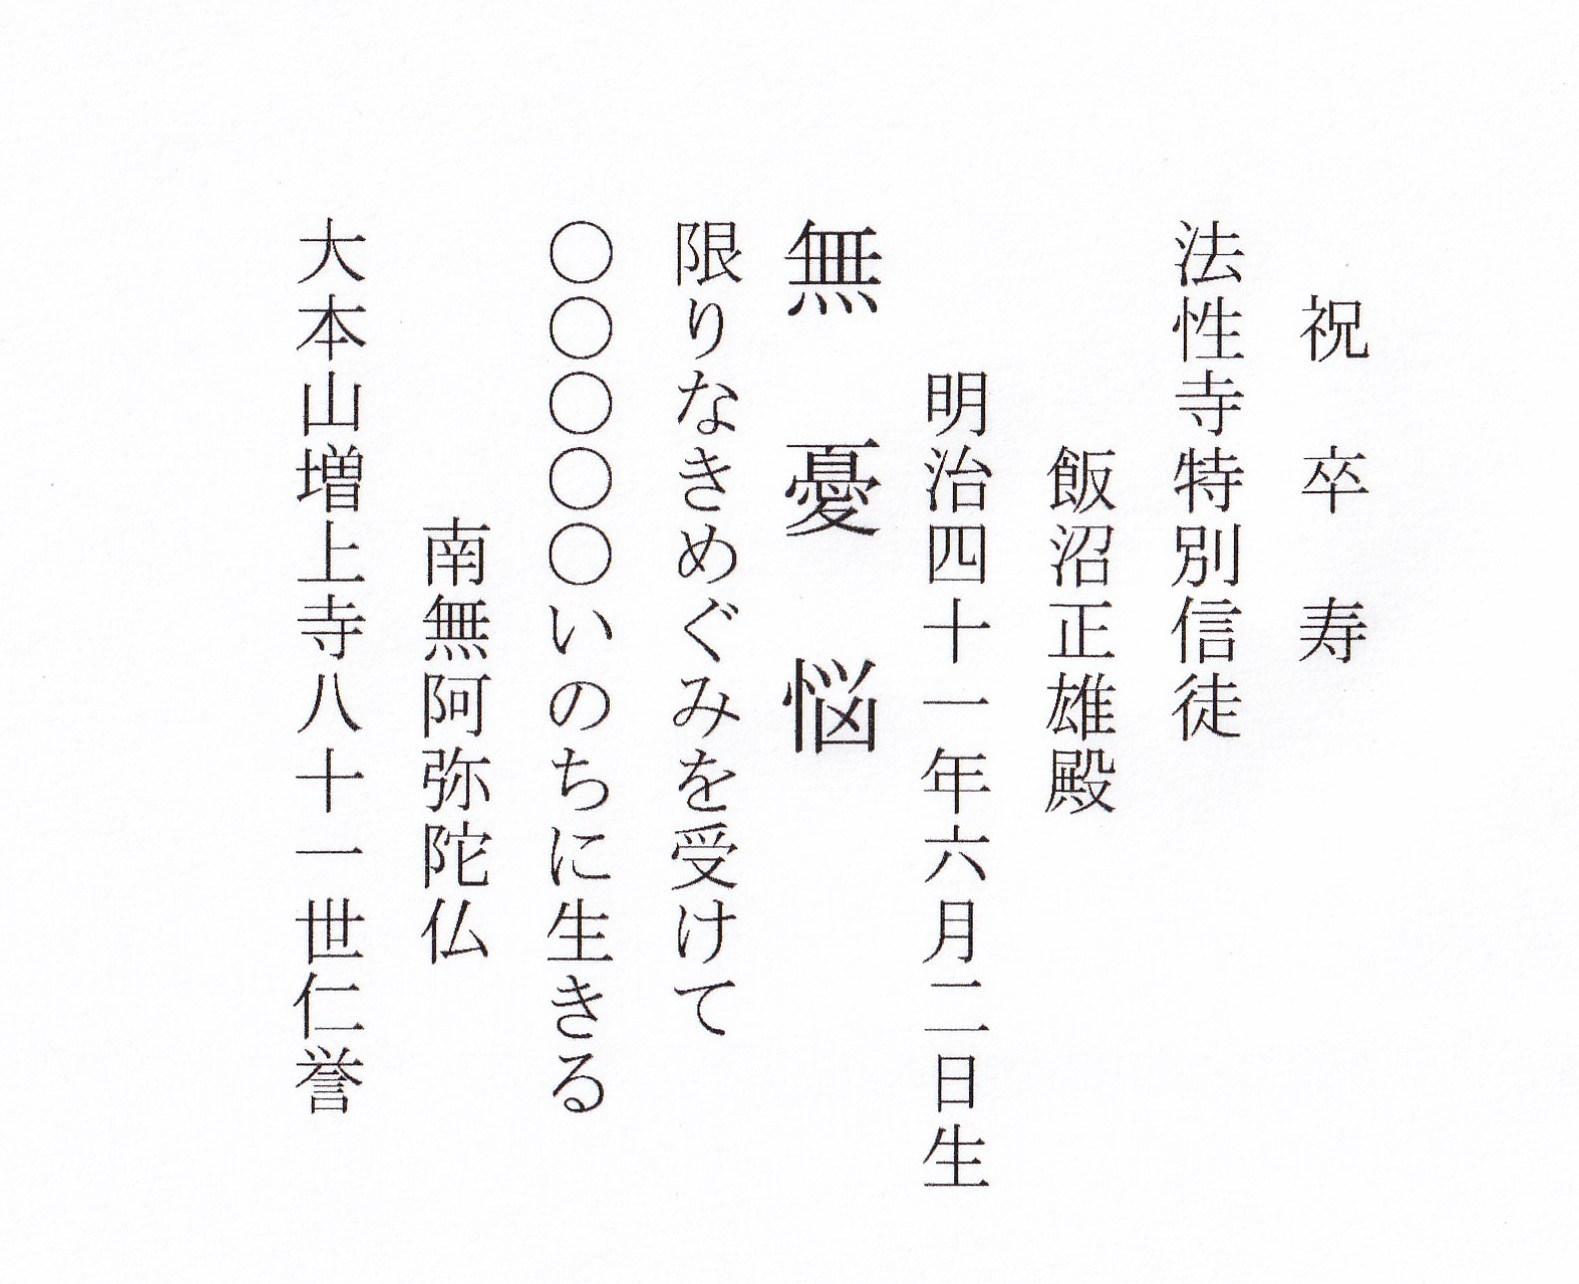 祝　卒　寿
法性寺特別信徒
飯沼正雄殿
明治四十一年六月二日生
無　憂　悩
限りなきめぐみを受けて
〇〇〇〇〇いのちに生きる
南無阿弥陀仏
大本山増上寺八十一世仁誉